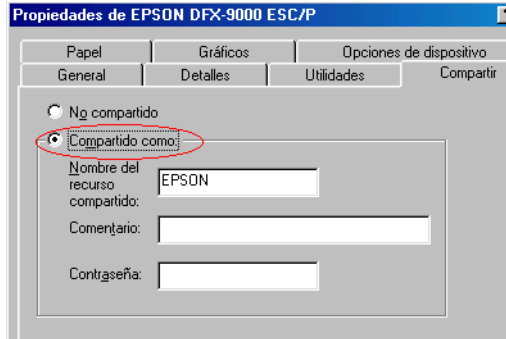 Propiedades de EPSON DFX-9000 ESC/P
Papel Gráficos Opciones de dispositivo
General Detalles Utilidades Compartir
No compartido
Compartido como:
Nombre del
recurso
compartido:
EPSON
Comentario:
Contraseña: